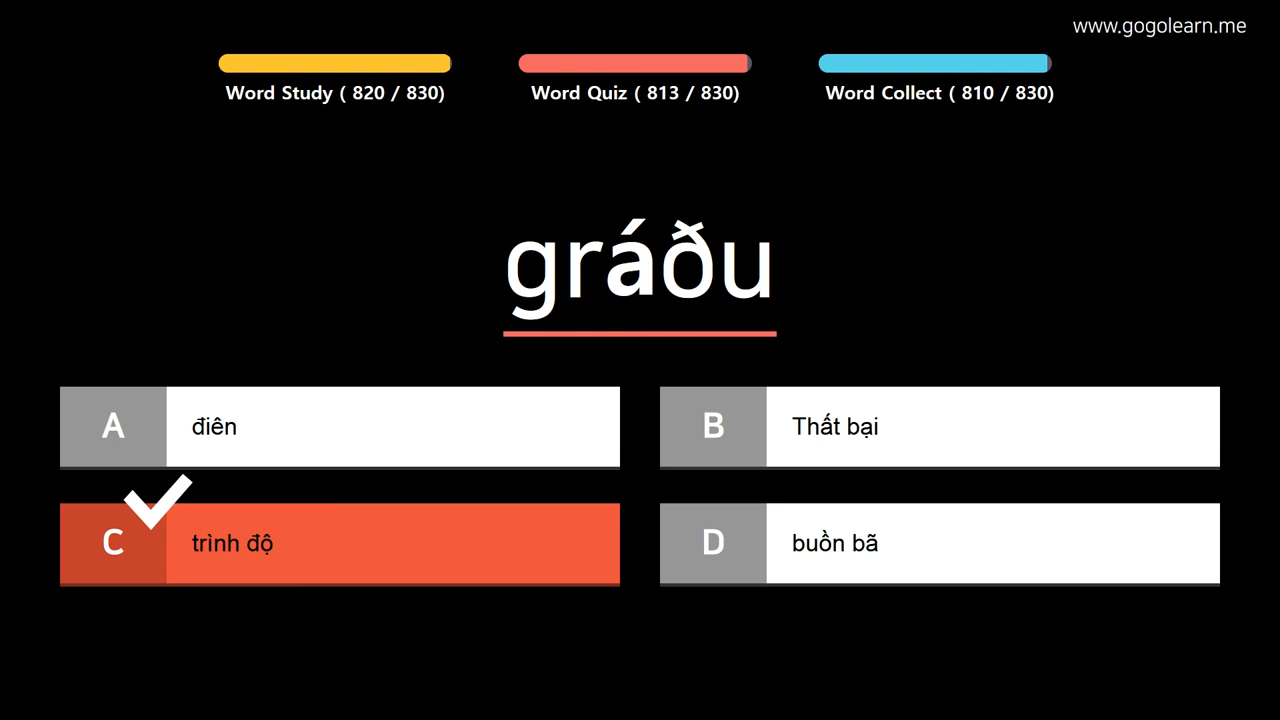 www.gogolearn.me
Word Study ( 820 / 830)
Word Quiz ( 813 / 830)
Word Collect ( 810 / 830)
gráðu
A điên
B Thất bại
C trình độ
D buồn bã